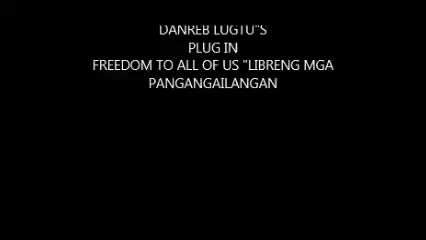 DANREB LUGTU"S
PLUG IN
FREEDOM TO ALL OF US "LIBRENG MGA
PANGANGAILANGAN